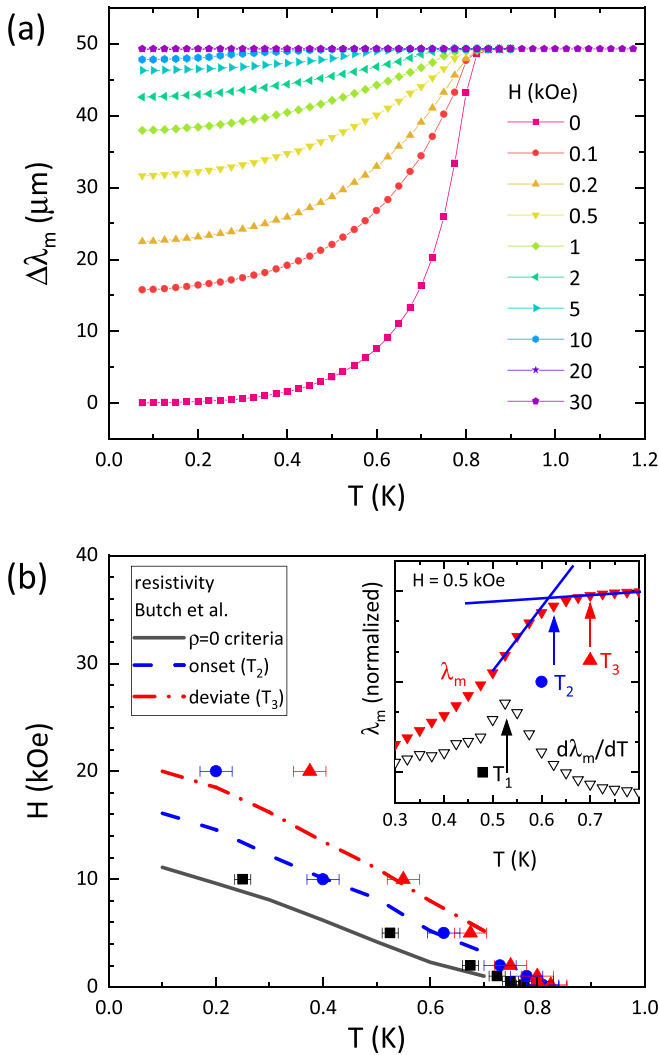 (a)
60
50
40
30
20
10
0
Δλₘ (μm)
H (kOe)
0
0.1
0.2
0.5
1
2
5
10
20
30
0.0 0.2 0.4 0.6 0.8 1.0 1.2
T (K)
(b)
40
30
20
10
0
H (kOe)
resistivity
Butch et al.
ρ=0 criteria
onset (T₂)
deviate (T₃)
H = 0.5 kOe
λₘ (normalized)
λₘ
T₃
T₂
dλₘ/dT
T₁
0.3 0.4 0.5 0.6 0.7
T (K)
0.0 0.2 0.4 0.6 0.8 1.0
T (K)